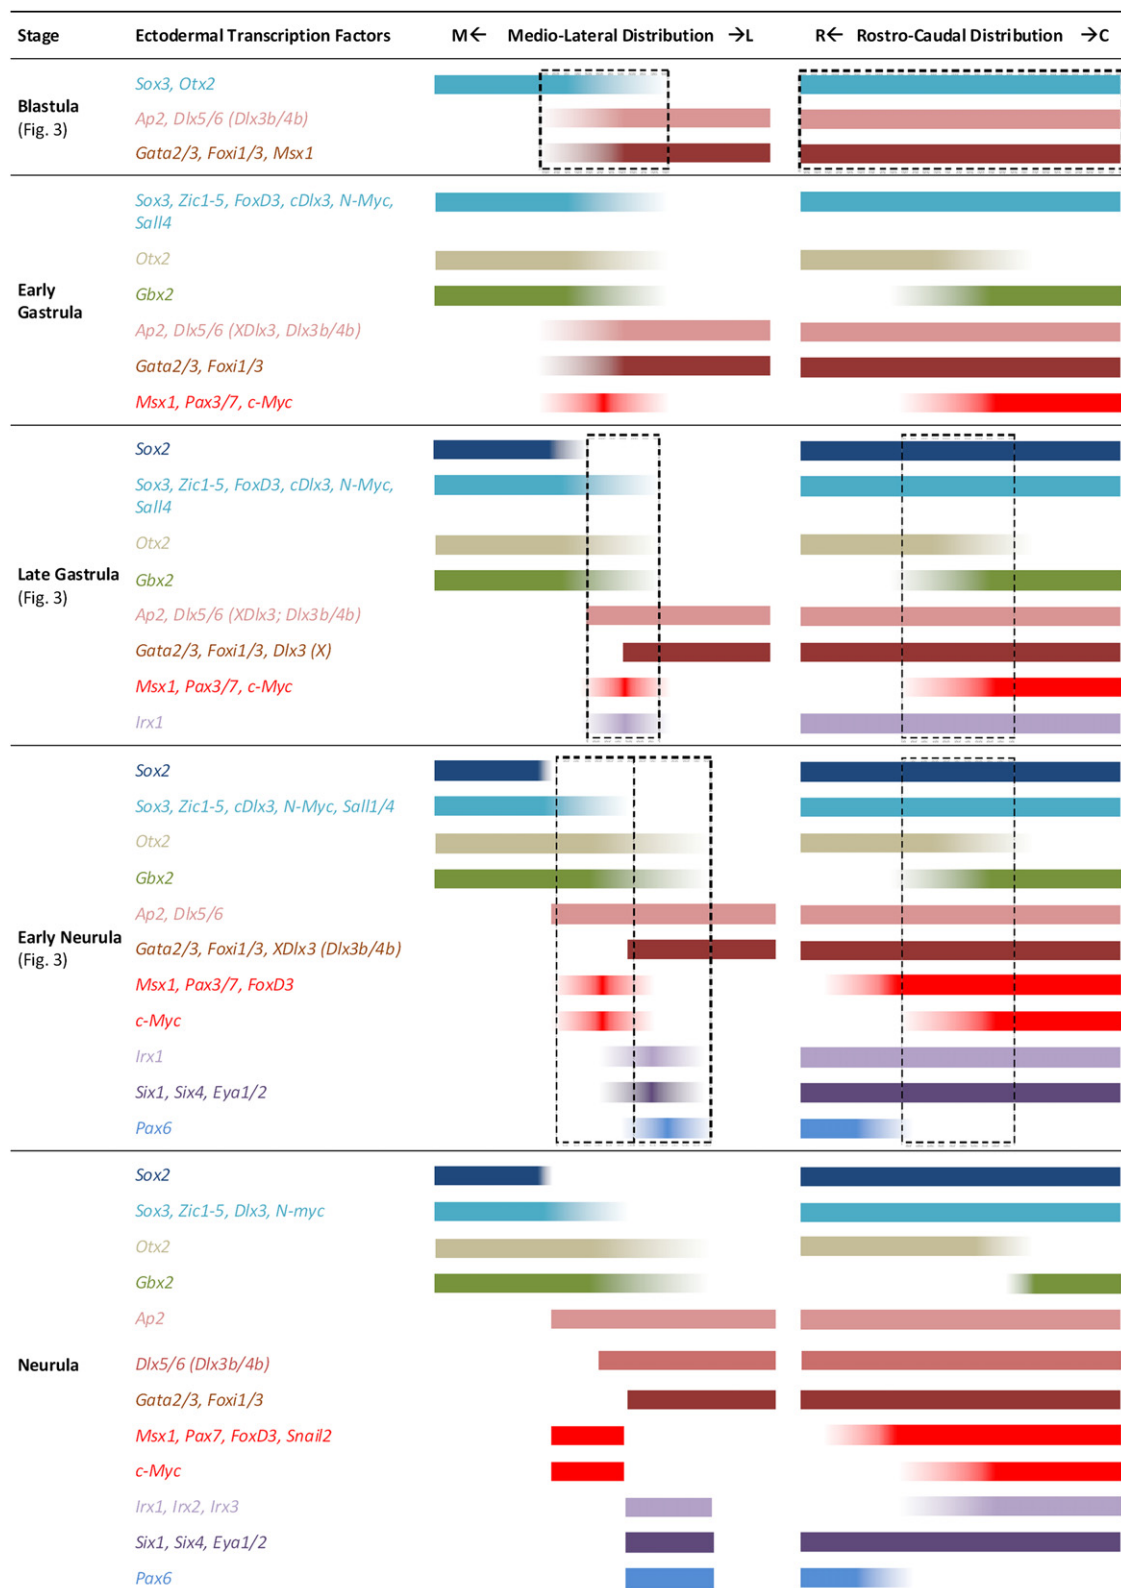 Stage Ectodermal Transcription Factors M← Medio-Lateral Distribution →L R← Rostro-Caudal Distribution →C
Blastula
(Fig. 3)
Sox3, Otx2
Ap2, Dlx5/6 (Dlx3b/4b)
Gata2/3, Foxi1/3, Msx1
Early
Gastrula
Sox3, Zic1-5, FoxD3, cDlx3, N-Myc,
Sall4
Otx2
Gbx2
Ap2, Dlx5/6 (XDlx3, Dlx3b/4b)
Gata2/3, Foxi1/3
Msx1, Pax3/7, c-Myc
Late Gastrula
(Fig. 3)
Sox2
Sox3, Zic1-5, FoxD3, cDlx3, N-Myc,
Sall4
Otx2
Gbx2
Ap2, Dlx5/6 (XDlx3; Dlx3b/4b)
Gata2/3, Foxi1/3, Dlx3 (X)
Msx1, Pax3/7, c-Myc
Irx1
Early Neurula
(Fig. 3)
Sox2
Sox3, Zic1-5, cDlx3, N-Myc, Sall1/4
Otx2
Gbx2
Ap2, Dlx5/6
Gata2/3, Foxi1/3, XDlx3 (Dlx3b/4b)
Msx1, Pax3/7, FoxD3
c-Myc
Irx1
Six1, Six4, Eya1/2
Pax6
Neurula
Sox2
Sox3, Zic1-5, Dlx3, N-myc
Otx2
Gbx2
Ap2
Dlx5/6 (Dlx3b/4b)
Gata2/3, Foxi1/3
Msx1, Pax7, FoxD3, Snail2
c-Myc
Irx1, Irx2, Irx3
Six1, Six4, Eya1/2
Pax6